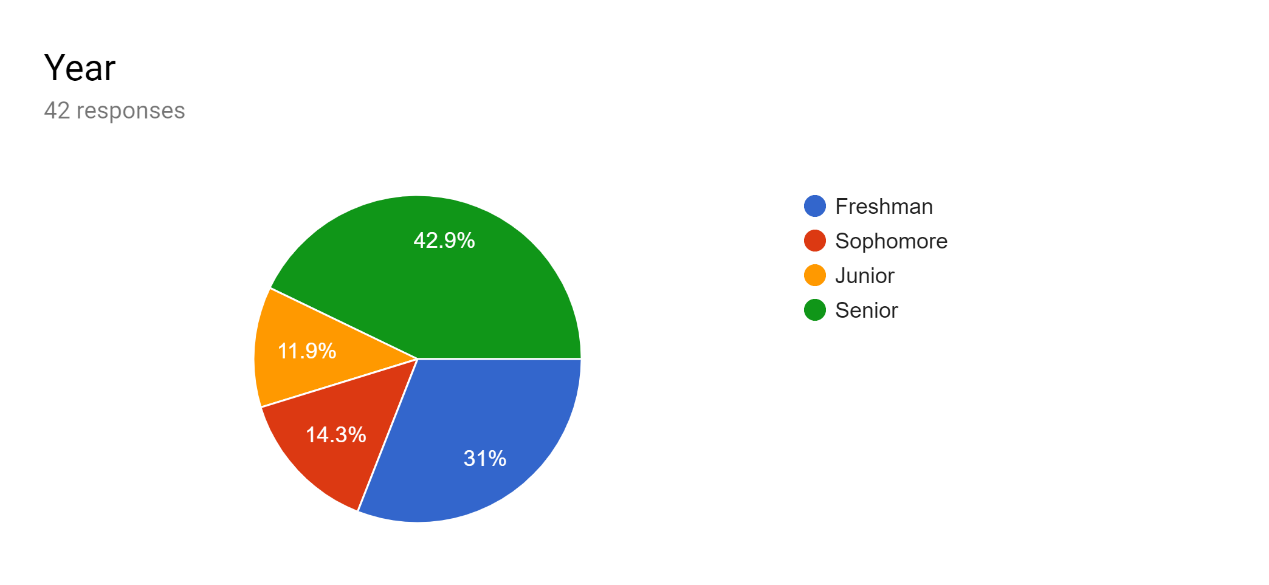 Year
42 responses
42.9%
11.9%
14.3%
31%
Freshman
Sophomore
Junior
Senior